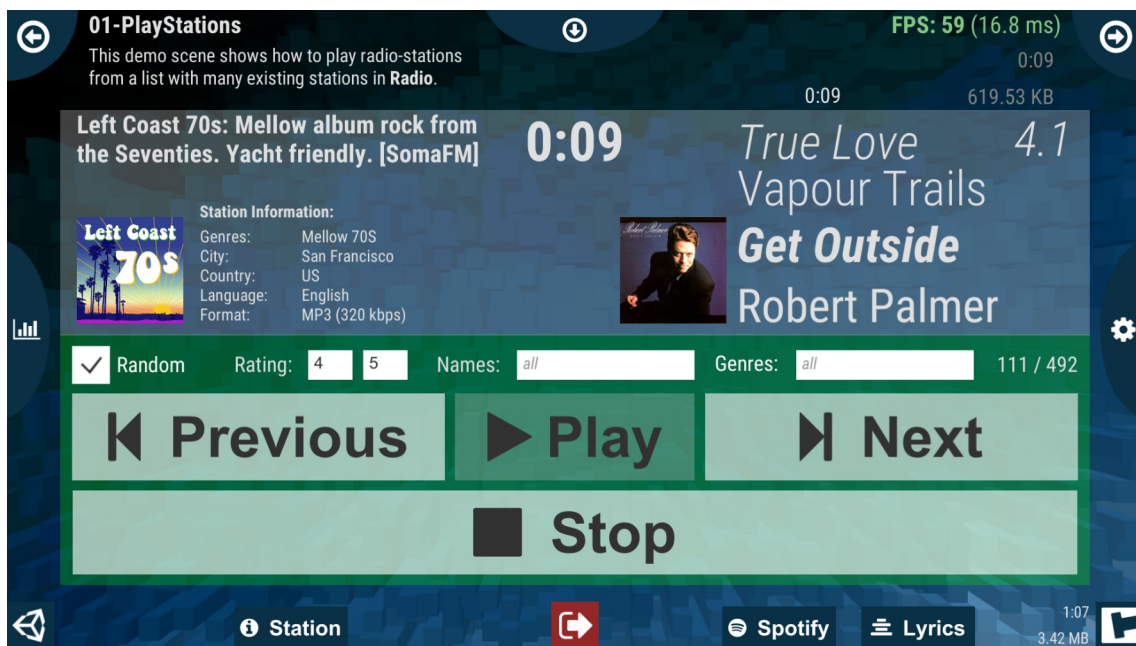 01-PlayStations
This demo scene shows how to play radio-stations
from a list with many existing stations in Radio.
FPS: 59 (16.8 ms)
0:09
0:09
619.53 KB
Left Coast 70s: Mellow album rock from
the Seventies. Yacht friendly. [SomaFM]
0:09
True Love
4.1
Vapour Trails
Get Outside
Robert Palmer
Left Coast
70s
Station Information:
Genres: Mellow 70S
City: San Francisco
Country: US
Language: English
Format: MP3 (320 kbps)
Robert Palmer
Random
Rating: 4 5
Names: all
Genres: all
111 / 492
Previous
Play
Next
Stop
Station
Spotify
Lyrics
1:07
3.42 MB